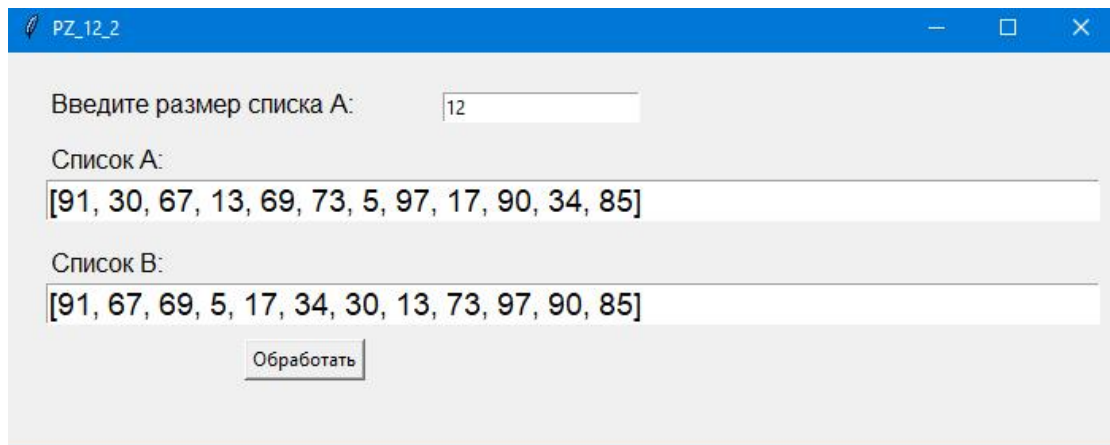 PZ_12_2
Введите размер списка А: 12
Список А:
[91, 30, 67, 13, 69, 73, 5, 97, 17, 90, 34, 85]
Список В:
[91, 67, 69, 5, 17, 34, 30, 13, 73, 97, 90, 85]
Обработать